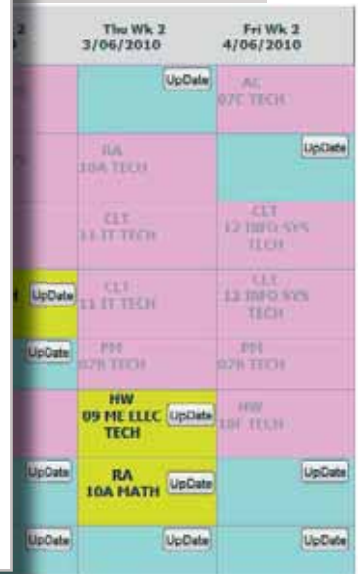 2
Thu Wk 2
3/06/2010
Fri Wk 2
4/06/2010
UpDate
AC
07C TECH
RA
10A TECH
UpDate
CLT
11 IT TECH
CLT
12 INFO SYS
TECH
UpDate
CLT
11 IT TECH
CLT
12 INFO SYS
TECH
UpDate
PM
07B TECH
PM
07B TECH
HW
09 ME ELEC
TECH
UpDate
HW
TECH
UpDate
RA
10A MATH
UpDate
UpDate
UpDate
UpDate
UpDate